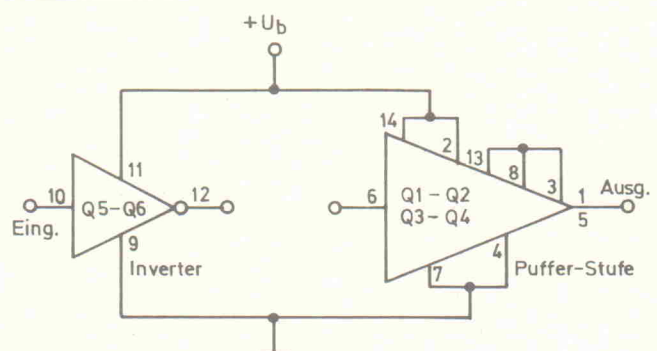 +U_b
14
2
13
8
3
11
10
Q5-Q6
12
6
Q1-Q2
Q3-Q4
1
Ausg.
5
Eing.
9
4
Inverter
7
Puffer-Stufe